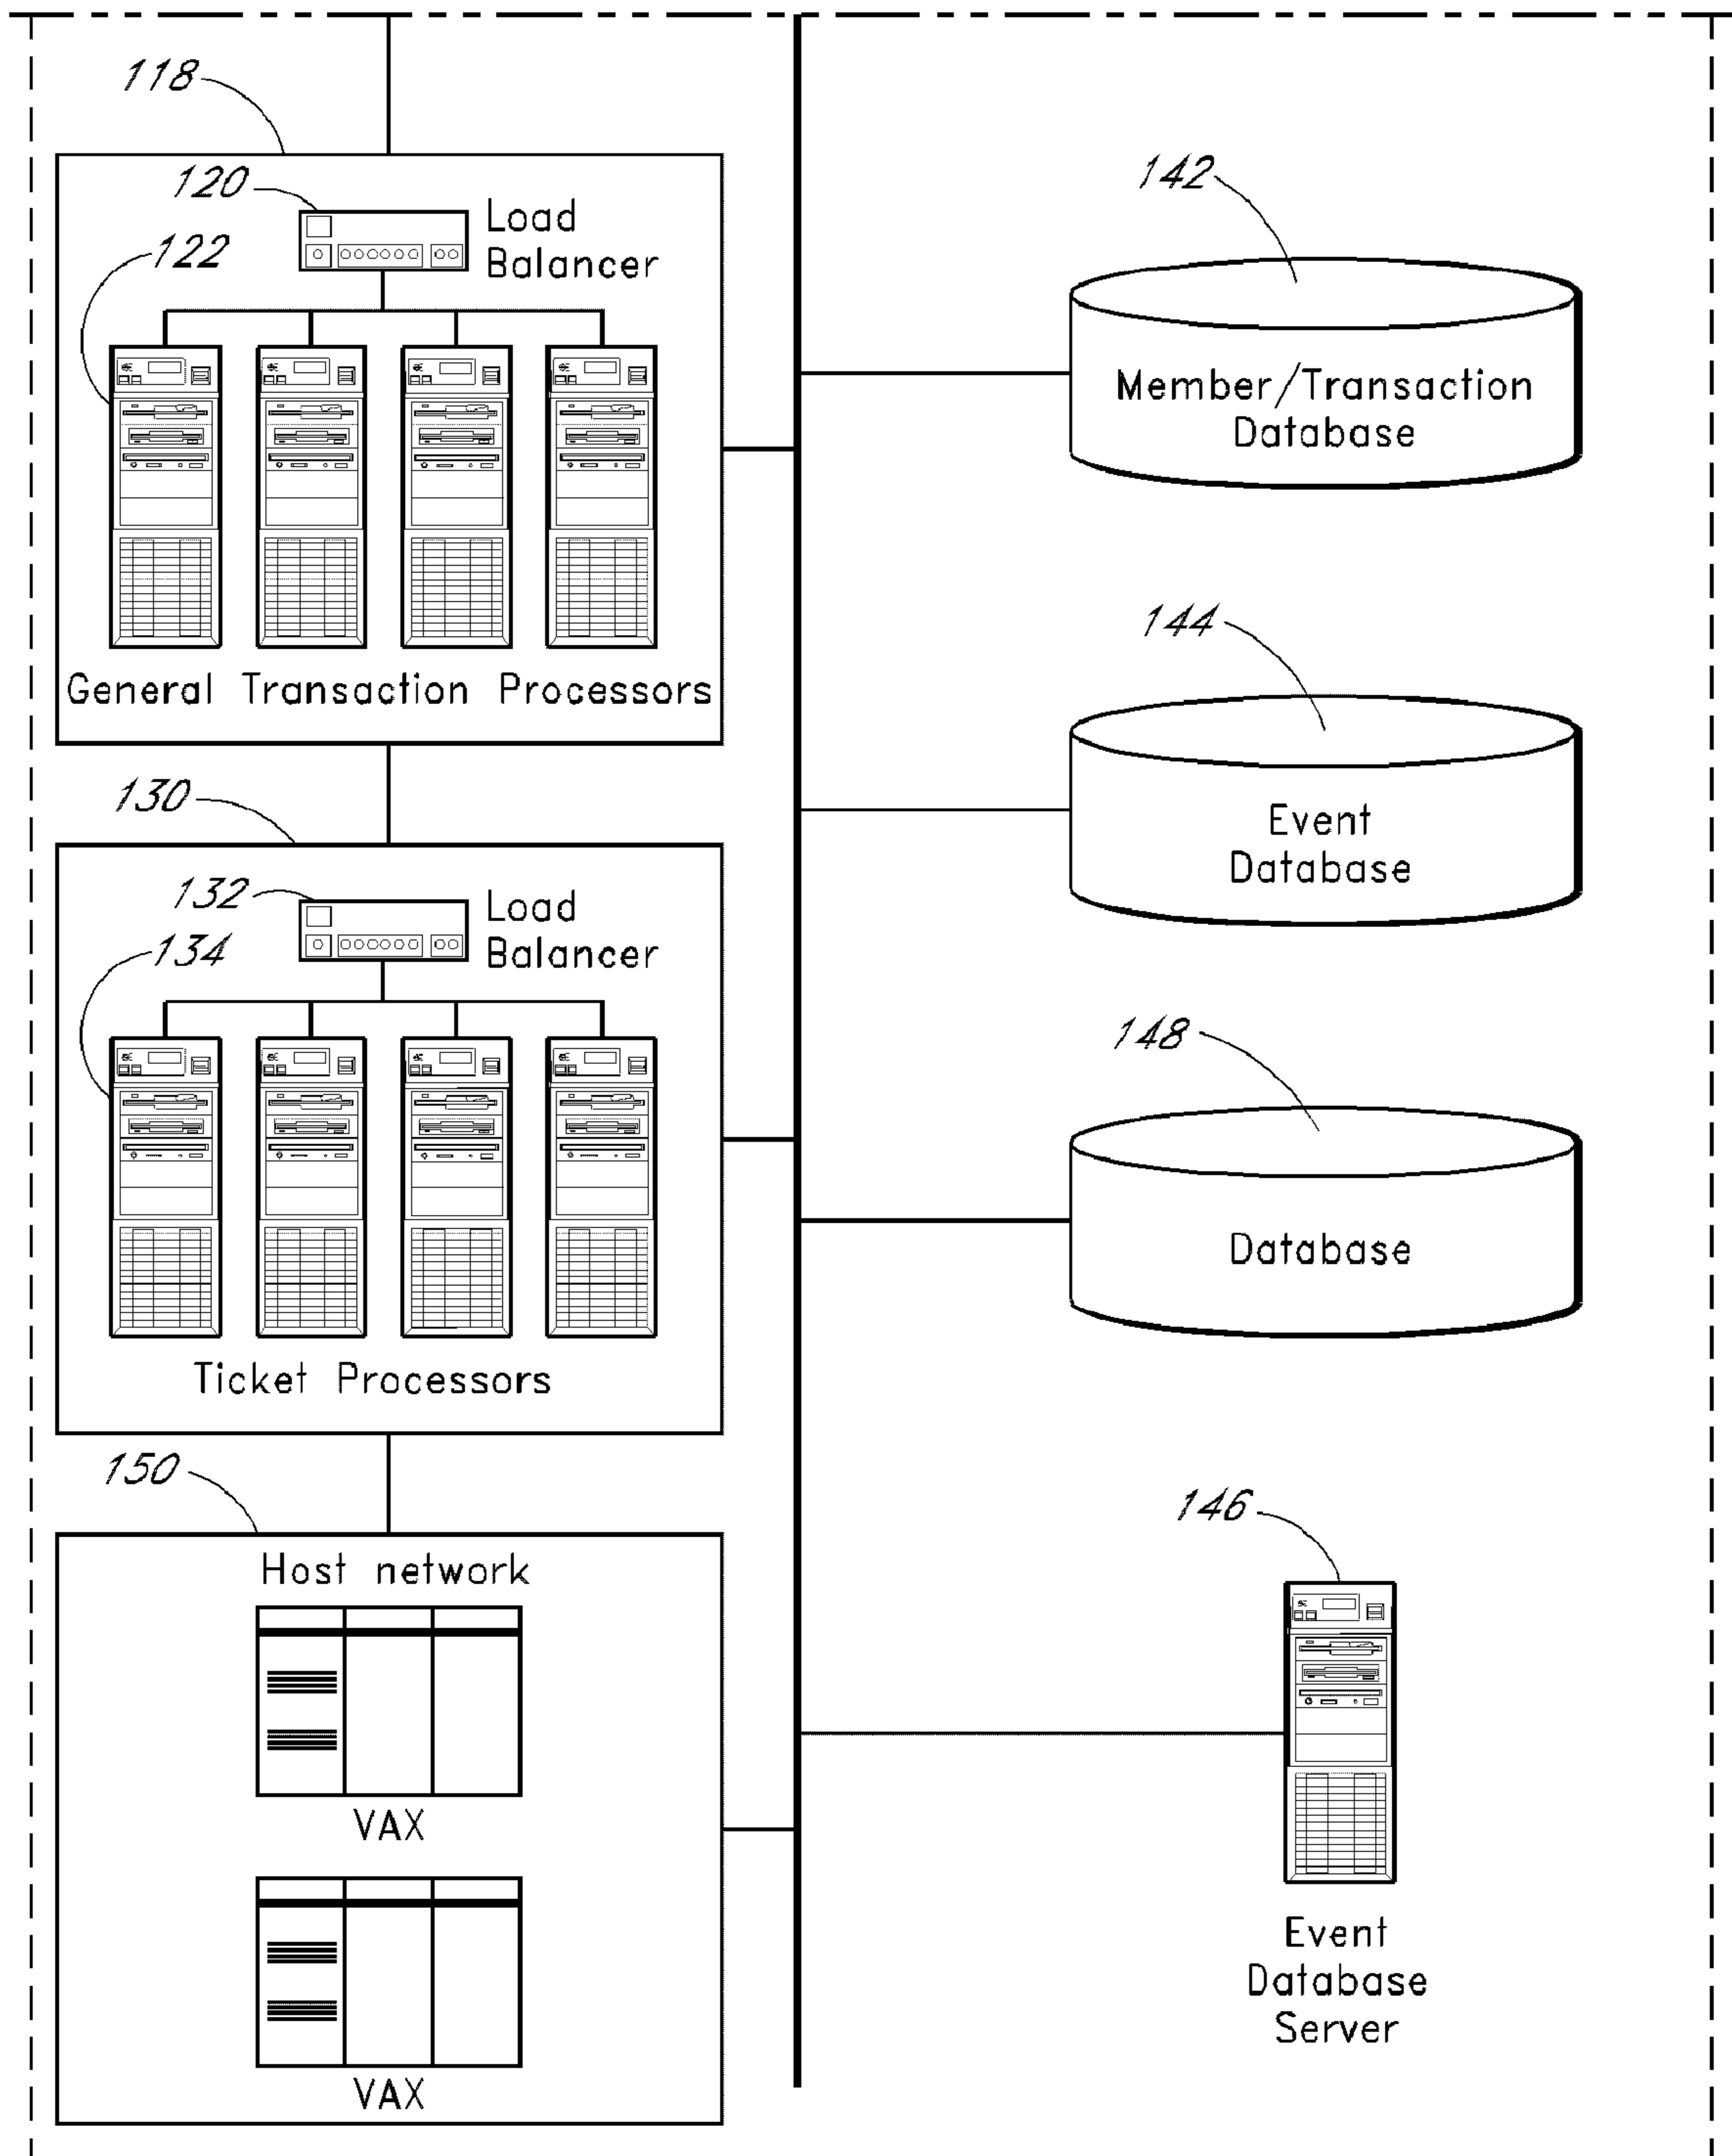 118
120
Load
Balancer
122
General Transaction Processors
130
132
Load
Balancer
134
Ticket Processors
150
Host network
VAX
VAX
142
Member/Transaction
Database
144
Event
Database
148
Database
146
Event
Database
Server